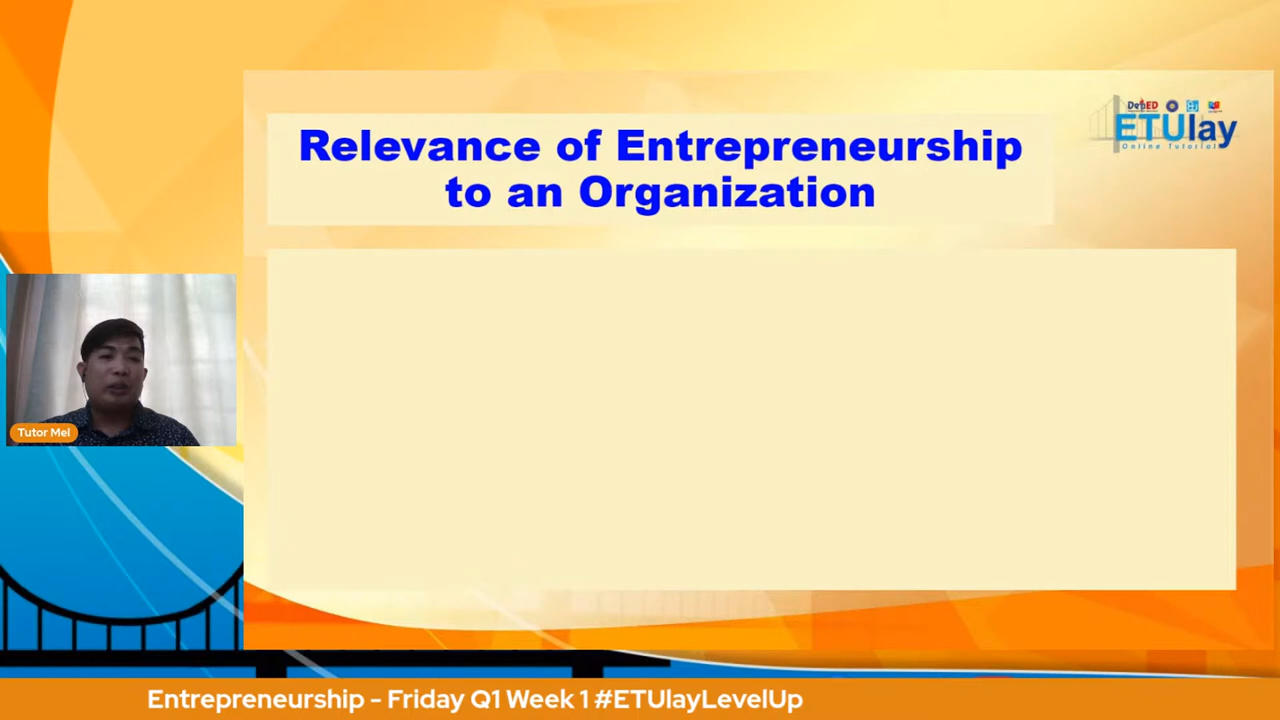 Relevance of Entrepreneurship
to an Organization
DepED
ETUlay
Online Tutorial
Tutor Mel
Entrepreneurship - Friday Q1 Week 1 #ETUlayLevelUp